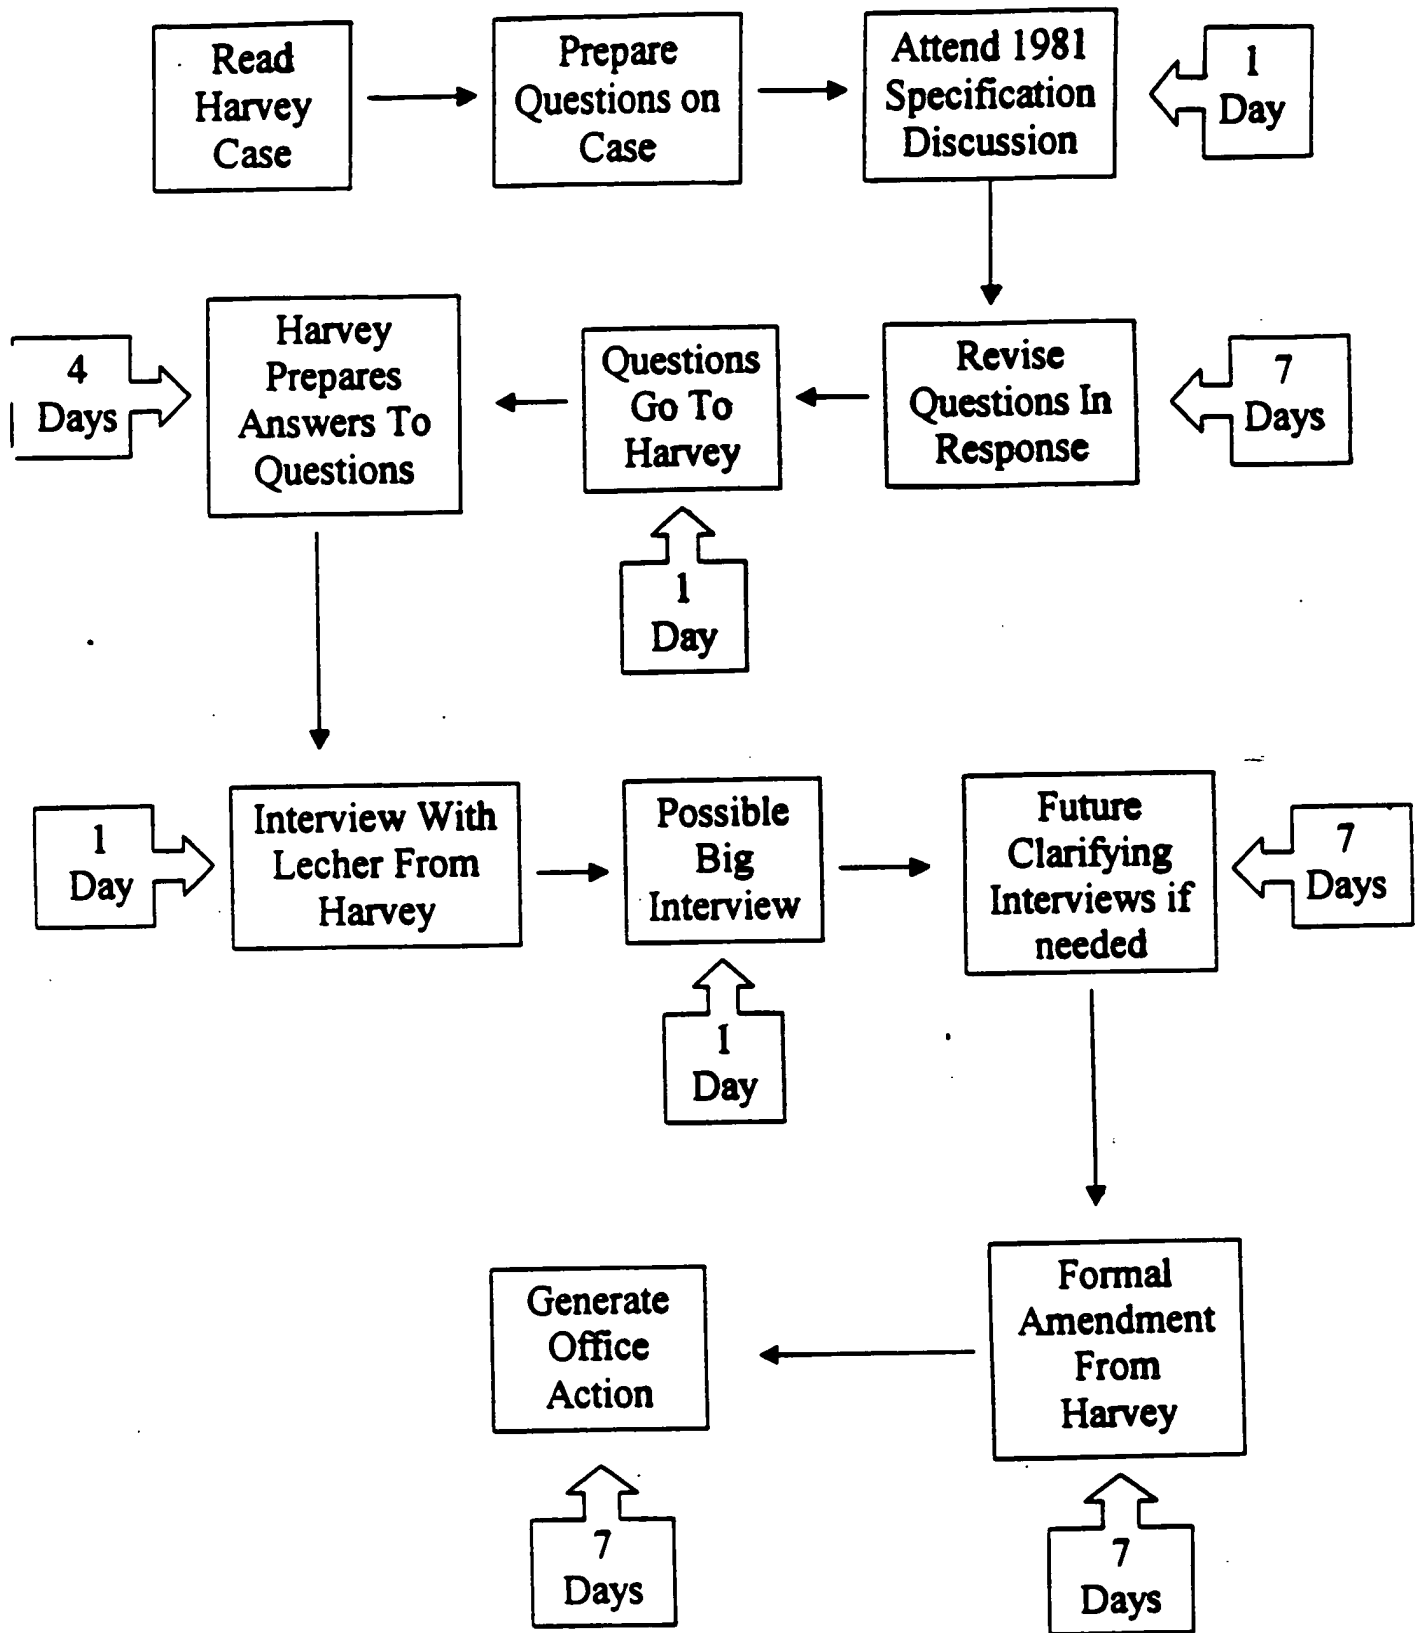 Read
Harvey
Case
Prepare
Questions on
Case
Attend 1981
Specification
Discussion
1
Day
Revise
Questions In
Response
7
Days
Questions
Go To
Harvey
1
Day
Harvey
Prepares
Answers To
Questions
4
Days
Interview With
Lecher From
Harvey
1
Day
Possible
Big
Interview
1
Day
Future
Clarifying
Interviews if
needed
7
Days
Formal
Amendment
From
Harvey
7
Days
Generate
Office
Action
7
Days